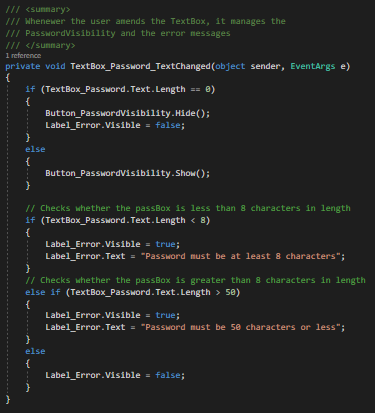 /// <summary>
/// Whenewer the user amends the TextBox, it manages the
/// PasswordVisibility and the error messages
/// </summary>
1 reference
private void TextBox_Password_TextChanged(object sender, EventArgs e)
{
if (TextBox_Password.Text.Length == 0)
{
Button_PasswordVisibility.Hide();
Label_Error.Visible = false;
}
else
{
Button_PasswordVisibility.Show();
}
// Checks whether the passBox is less than 8 characters in length
if (TextBox_Password.Text.Length < 8)
{
Label_Error.Visible = true;
Label_Error.Text = "Password must be at least 8 characters";
}
// Checks whether the passBox is greater than 8 characters in length
else if (TextBox_Password.Text.Length > 50)
{
Label_Error.Visible = true;
Label_Error.Text = "Password must be 50 characters or less";
}
else
{
Label_Error.Visible = false;
}
}